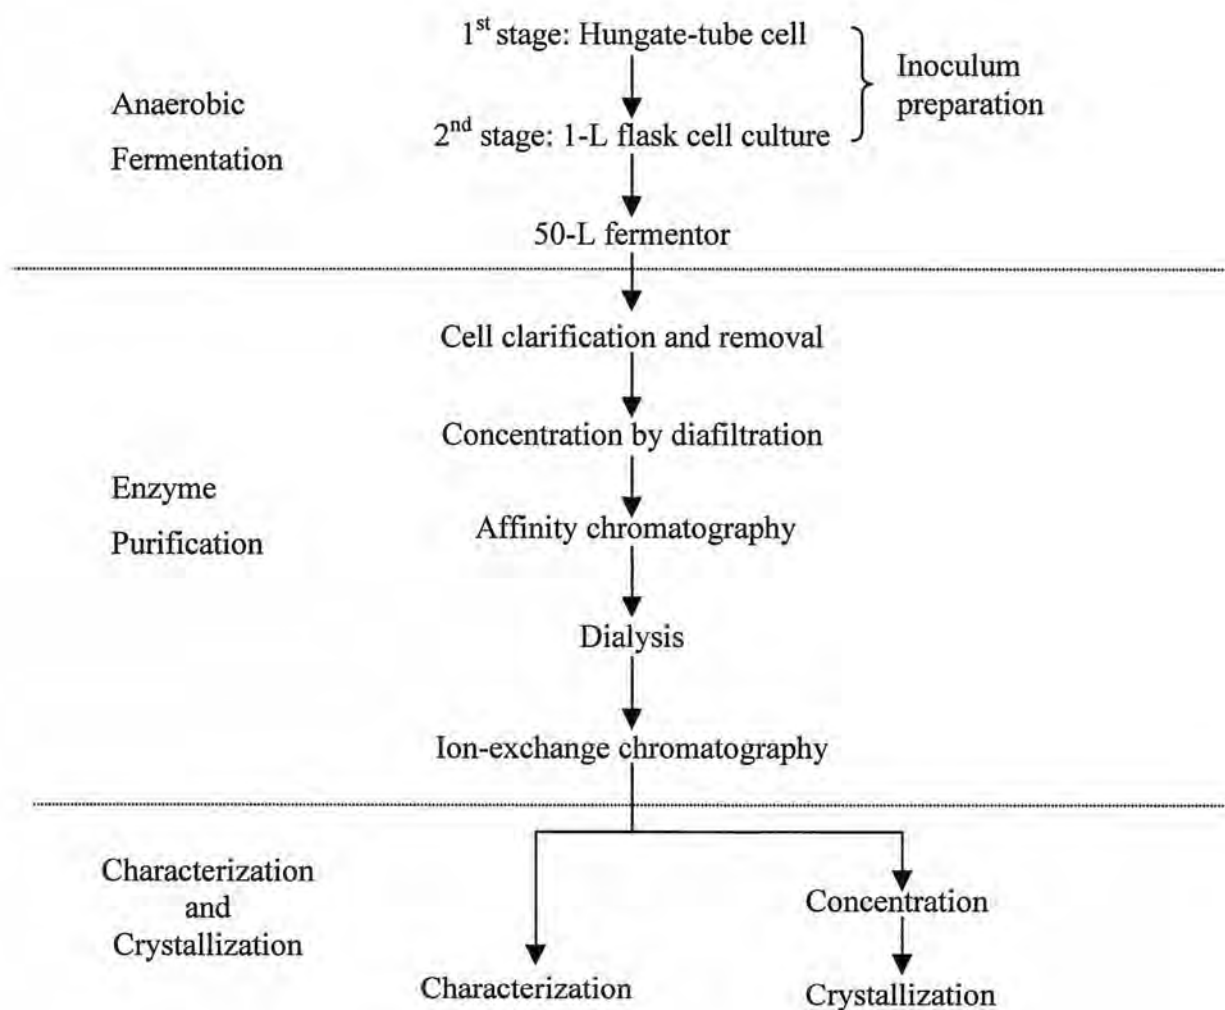 1st stage: Hungate-tube cell
Inoculum
preparation
Anaerobic
Fermentation
2nd stage: 1-L flask cell culture
50-L fermentor
Cell clarification and removal
Concentration by diafiltration
Enzyme
Purification
Affinity chromatography
Dialysis
Ion-exchange chromatography
Characterization
and
Crystallization
Concentration
Characterization
Crystallization